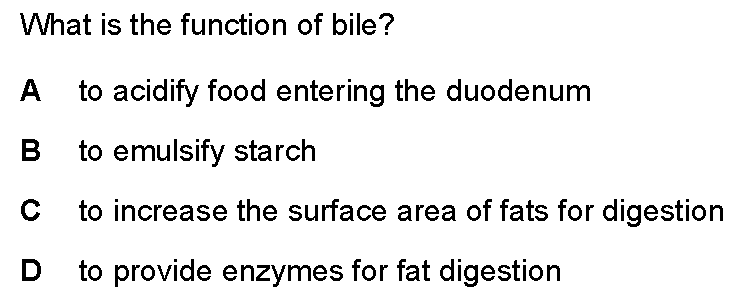 What is the function of bile?
A to acidify food entering the duodenum
B to emulsify starch
C to increase the surface area of fats for digestion
D to provide enzymes for fat digestion